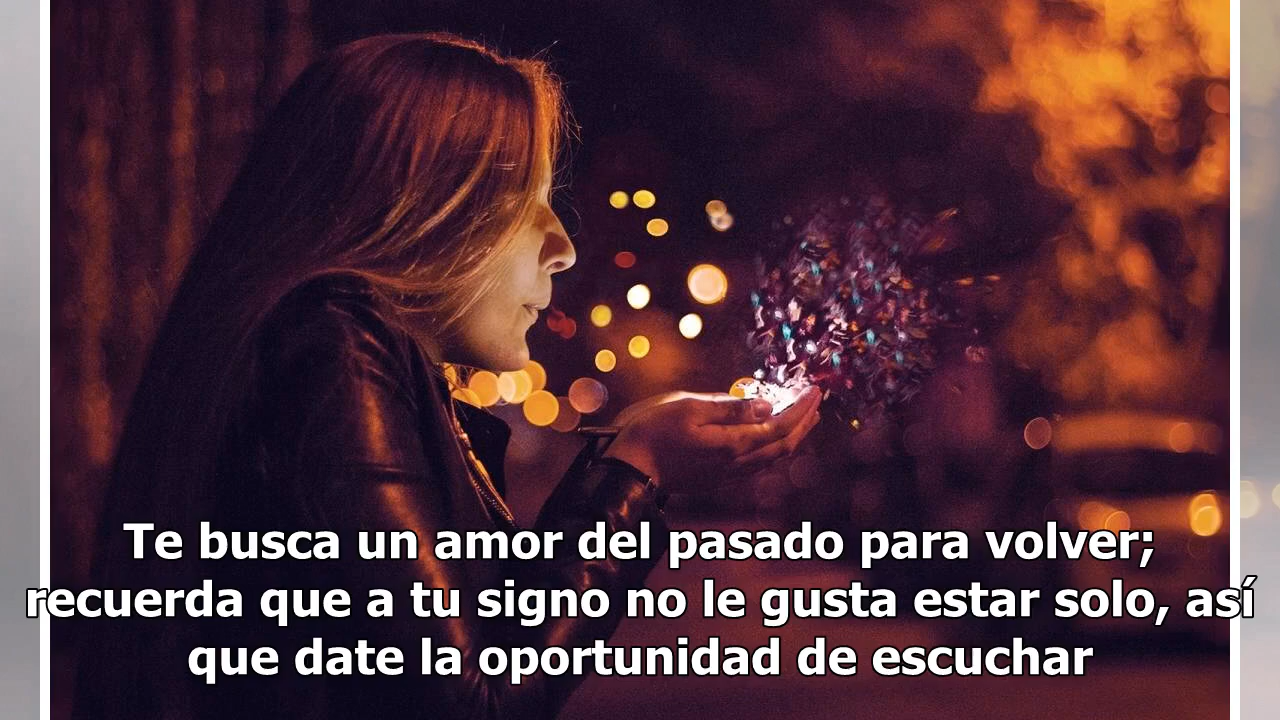 Te busca un amor del pasado para volver;
recuerda que a tu signo no le gusta estar solo, así
que date la oportunidad de escuchar